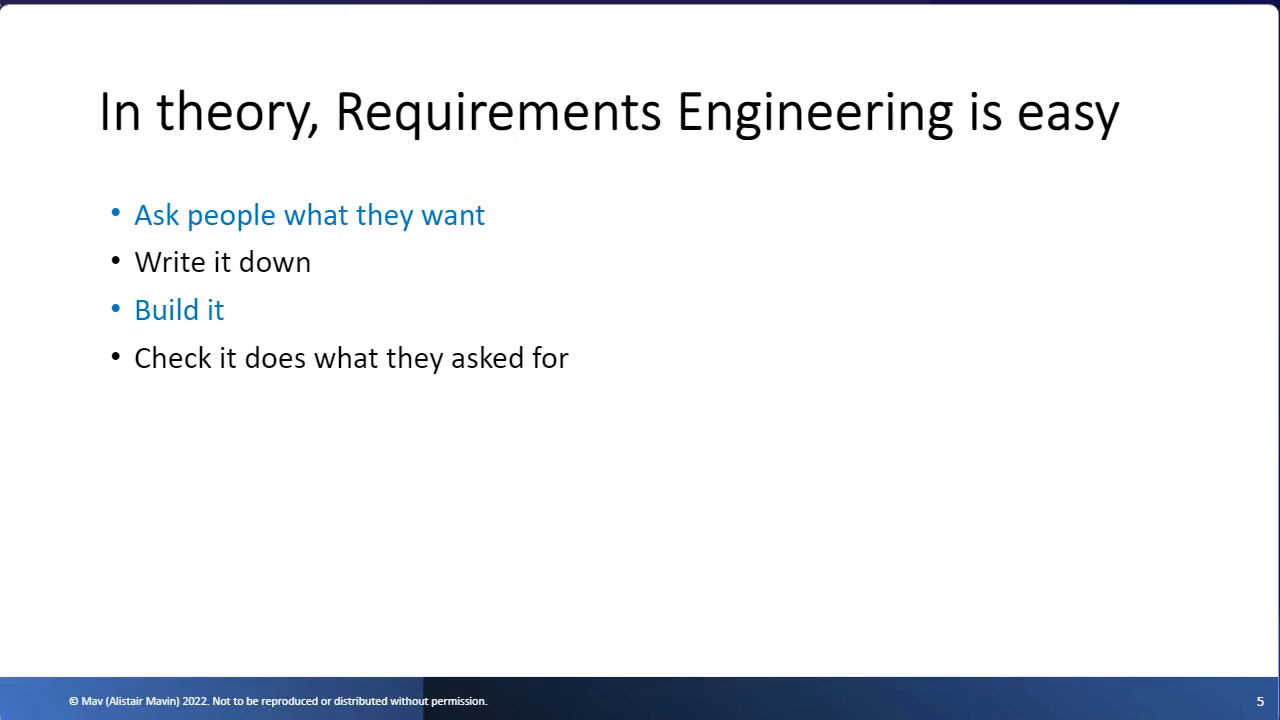 In theory, Requirements Engineering is easy
• Ask people what they want
• Write it down
• Build it
• Check it does what they asked for
© Mav (Alistair Mavin) 2022. Not to be reproduced or distributed without permission.
5